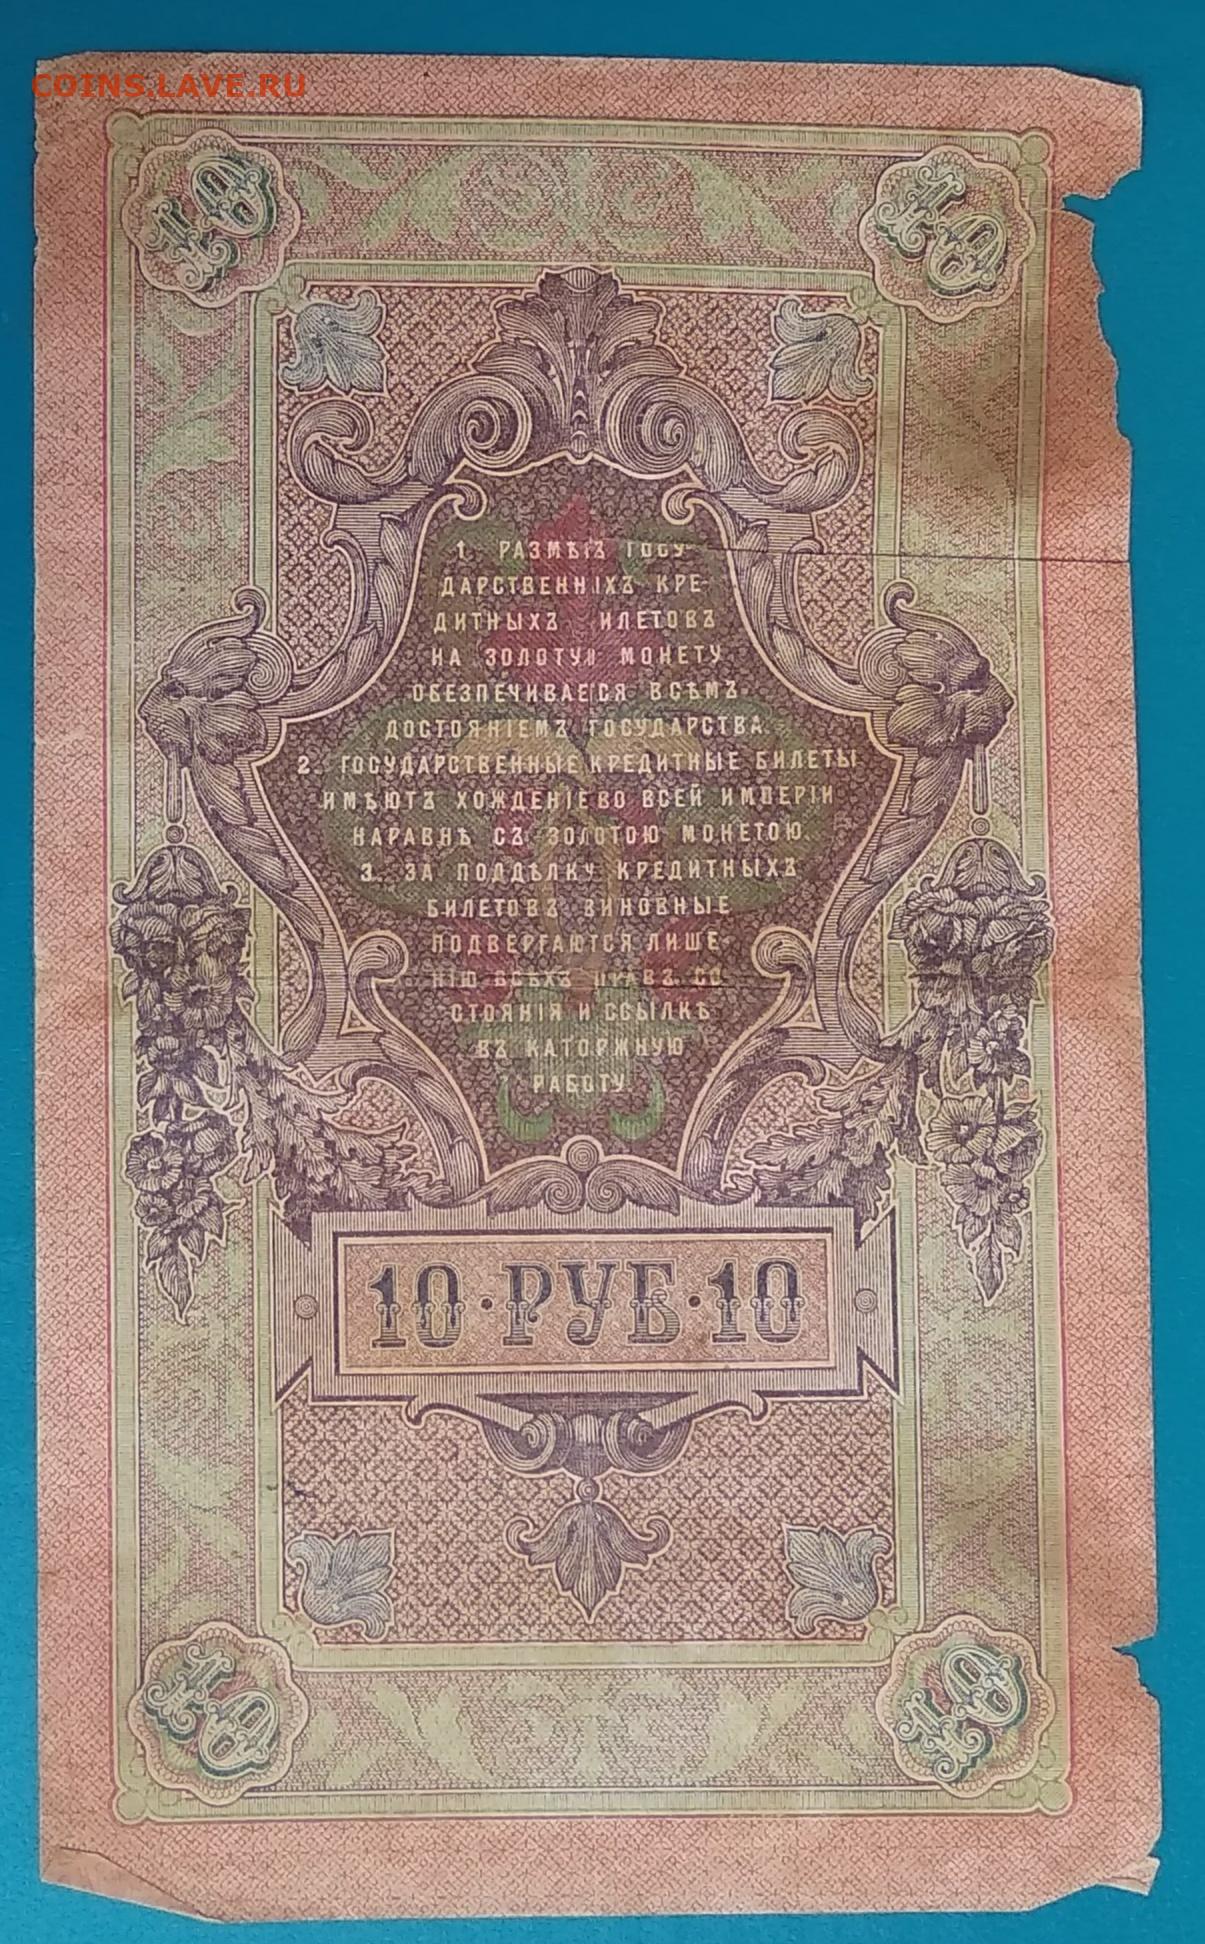 COINS.LAVE.RU
10 10
1. РАЗМѢНЪ ГОСУ-
ДАРСТВЕННЫХЪ КРЕ-
ДИТНЫХЪ БИЛЕТОВЪ
НА ЗОЛОТУЮ МОНЕТУ
ОБЕЗПЕЧИВАЕТСЯ ВСѢМЪ
ДОСТОЯНІЕМЪ ГОСУДАРСТВА.
2. ГОСУДАРСТВЕННЫЕ КРЕДИТНЫЕ БИЛЕТЫ
ИМѢЮТЪ ХОЖДЕНІЕ ВО ВСЕЙ ИМПЕРІИ
НАРАВНѢ СЪ ЗОЛОТОЮ МОНЕТОЮ.
3. ЗА ПОДДѢЛКУ КРЕДИТНЫХЪ
БИЛЕТОВЪ ВИНОВНЫЕ
ПОДВЕРГАЮТСЯ ЛИШЕ-
НІЮ ВСѢХЪ ПРАВЪ СО-
СТОЯНІЯ И ССЫЛКѢ
ВЪ КАТОРЖНУЮ
РАБОТУ.
10·РУБ·10
10 10